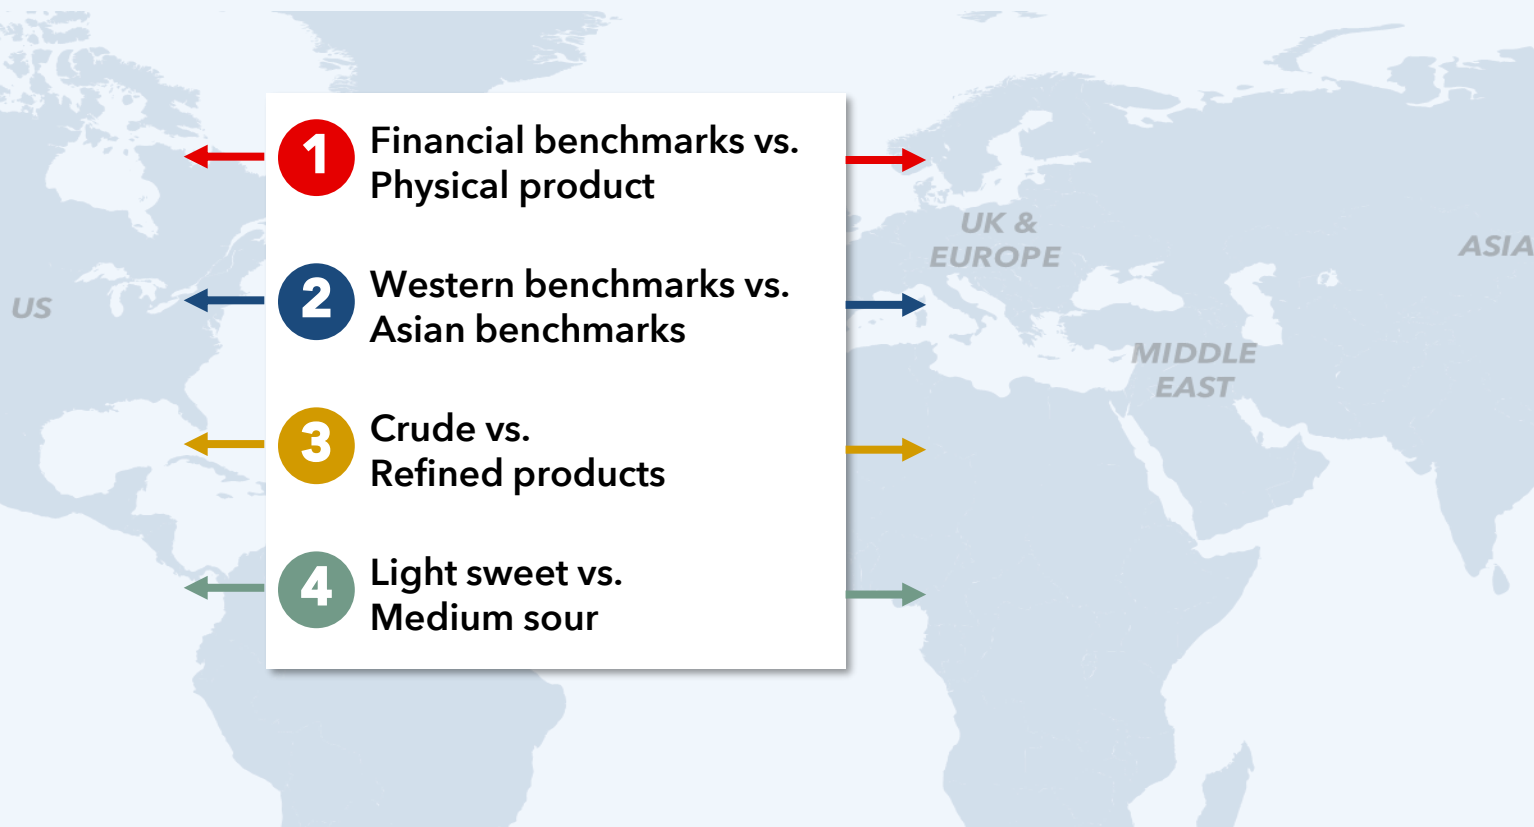 1
Financial benchmarks vs.
Physical product
2
Western benchmarks vs.
Asian benchmarks
3
Crude vs.
Refined products
4
Light sweet vs.
Medium sour
US
UK &
EUROPE
MIDDLE
EAST
ASIA